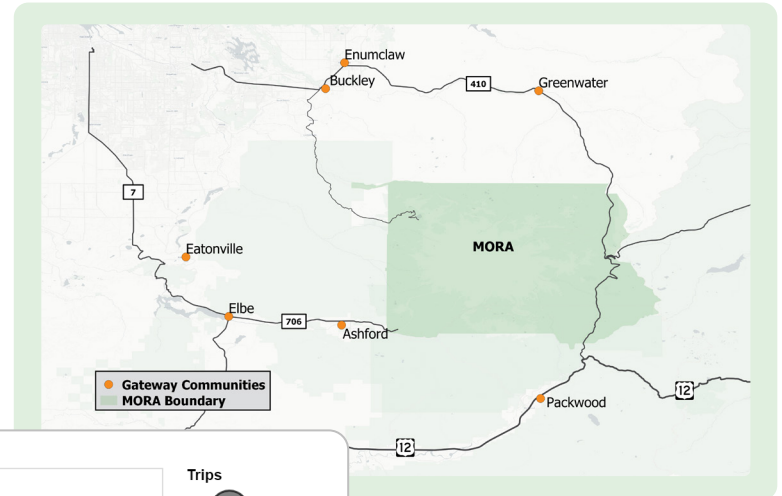 Enumclaw
Buckley
410
Greenwater
7
MORA
Eatonville
Elbe
706
Ashford
Gateway Communities
MORA Boundary
12
Packwood
12
Trips